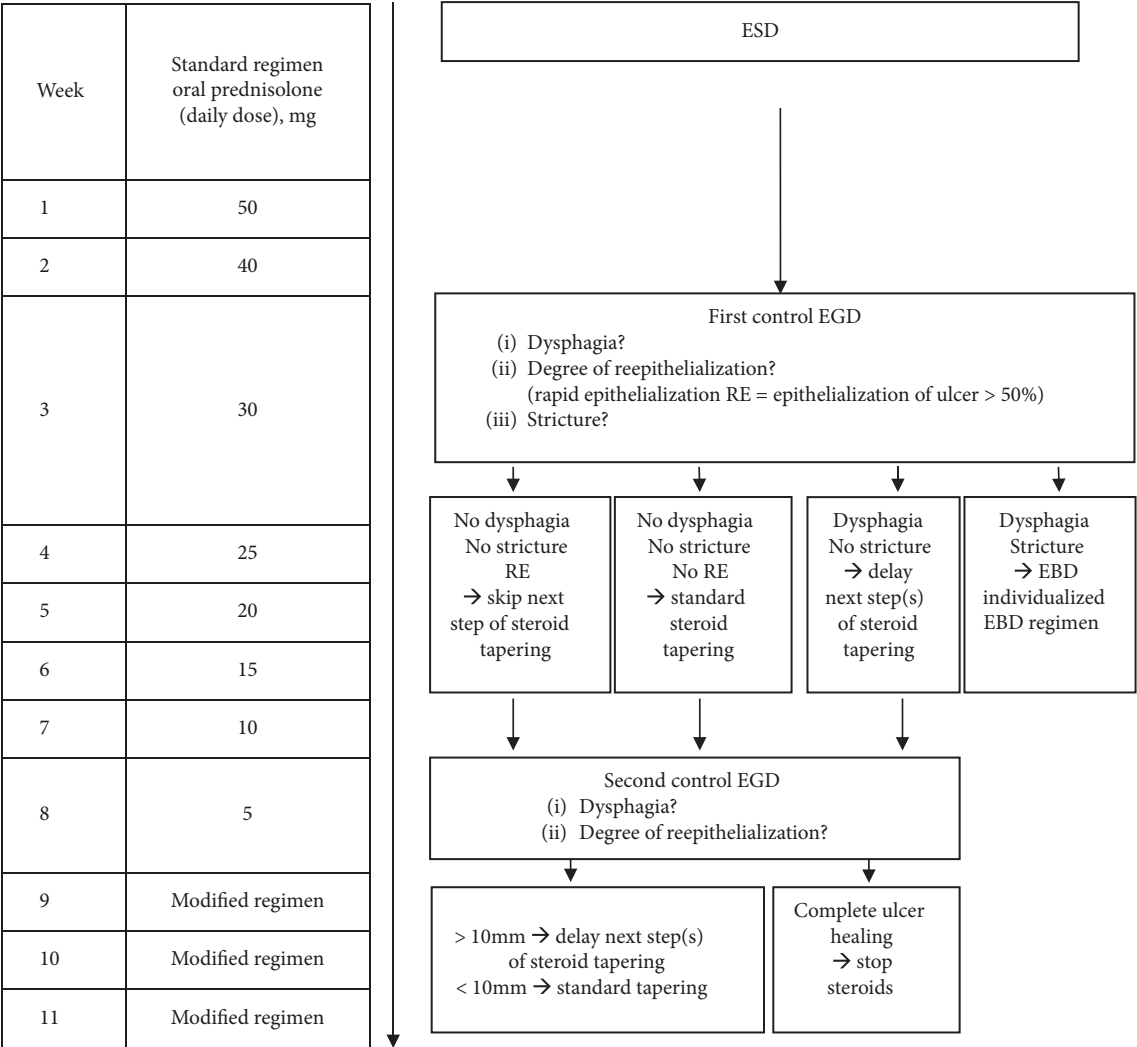 Week
Standard regimen
oral prednisolone
(daily dose), mg
1
50
2
40
3
30
4
25
5
20
6
15
7
10
8
5
9
Modified regimen
10
Modified regimen
11
Modified regimen
ESD
First control EGD
(i) Dysphagia?
(ii) Degree of reepithelialization?
(rapid epithelialization RE = epithelialization of ulcer > 50%)
(iii) Stricture?
No dysphagia
No stricture
RE
→ skip next
step of steroid
tapering
No dysphagia
No stricture
No RE
→ standard
steroid
tapering
Dysphagia
No stricture
→ delay
next step(s)
of steroid
tapering
Dysphagia
Stricture
→ EBD
individualized
EBD regimen
Second control EGD
(i) Dysphagia?
(ii) Degree of reepithelialization?
> 10mm → delay next step(s)
of steroid tapering
< 10mm → standard tapering
Complete ulcer
healing
→ stop
steroids